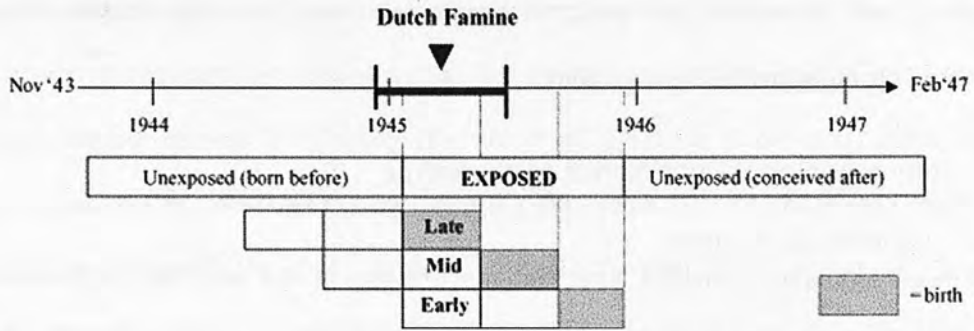 Dutch Famine
Nov ‘43
Feb‘47
1944 1945 1946 1947
Unexposed (born before) EXPOSED Unexposed (conceived after)
Late
Mid
Early
=birth